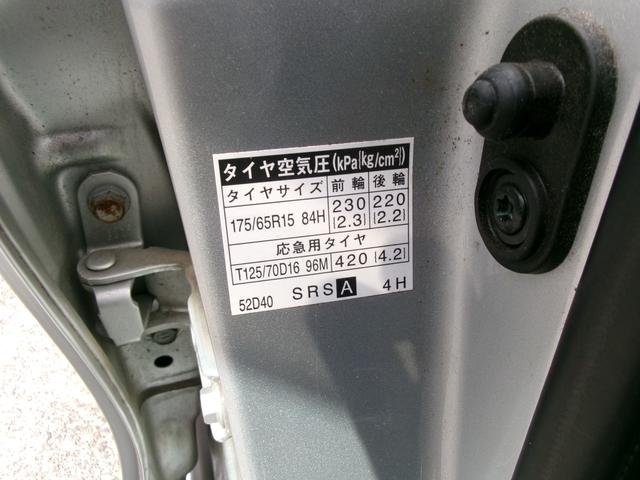 タイヤ空気圧(kPa{kg/cm²})
タイヤサイズ 前輪 後輪
175/65R15 84H 230 220
{2.3} {2.2}
応急用タイヤ
T125/70D16 96M 420 {4.2}
52D40 SRSA 4H